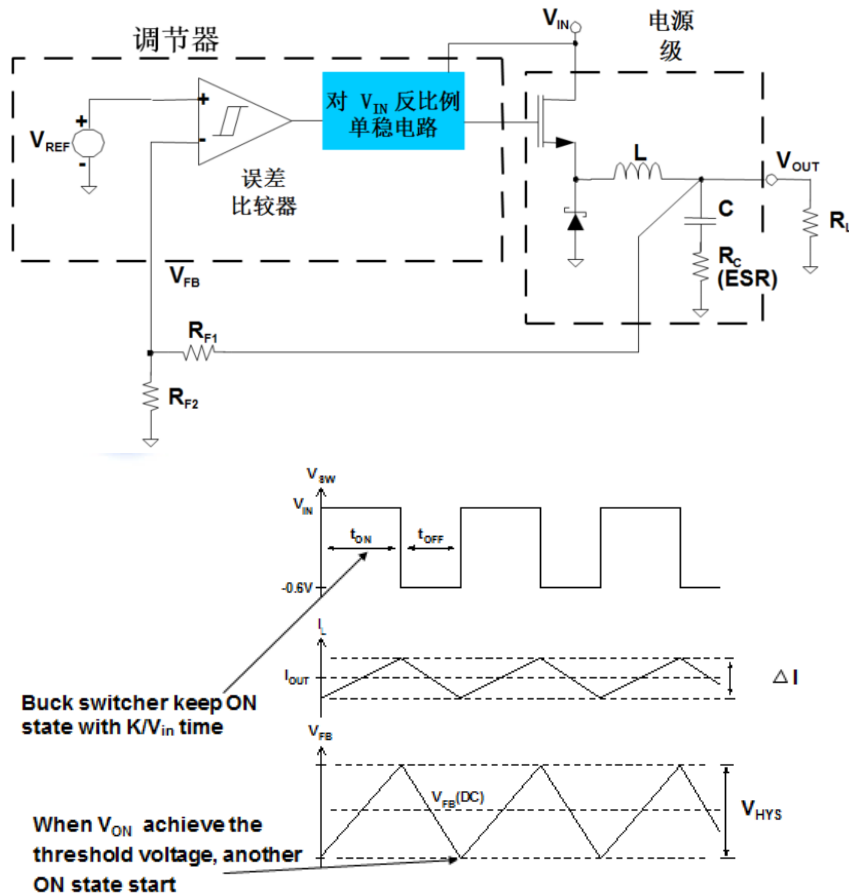 调节器
电源
级
V_IN
对 V_IN 反比例
单稳电路
+
-
+
-
V_REF
误差
比较器
L
V_OUT
C
R_L
R_C
(ESR)
V_FB
R_F1
R_F2
V_SW
V_IN
t_ON
t_OFF
-0.6V
I_L
I_OUT
△I
Buck switcher keep ON
state with K/V_in time
V_FB
V_FB(DC)
V_HYS
When V_ON achieve the
threshold voltage, another
ON state start